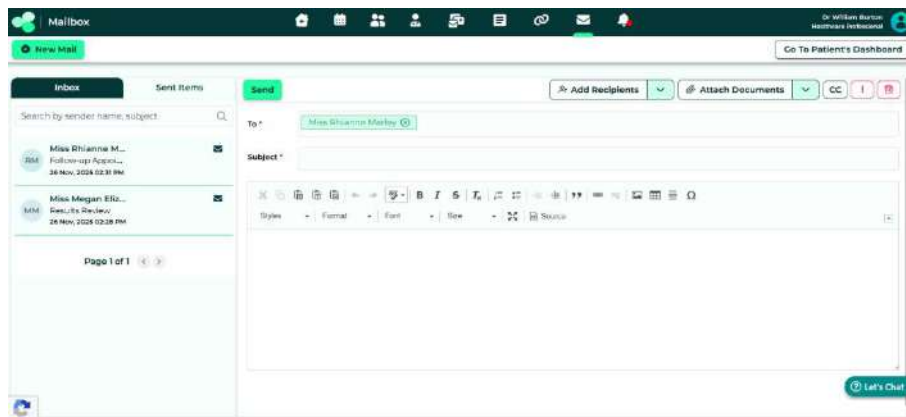 Mailbox
Dr William Burton
Healthcare Professional
New Mail
Go To Patient's Dashboard
Inbox
Sent Items
Send
Add Recipients
Attach Documents
CC
!
Search by sender name, subject
To *
Miss Rhianne Marley
RM
Miss Rhianne M...
Follow-up Appoi...
26 Nov, 2025 02:31 PM
Subject *
MM
Miss Megan Eliz...
Results Review
26 Nov, 2025 02:28 PM
B I S Tx
Ω
Styles
Format
Font
Size
Source
Page 1 of 1
Let's Chat